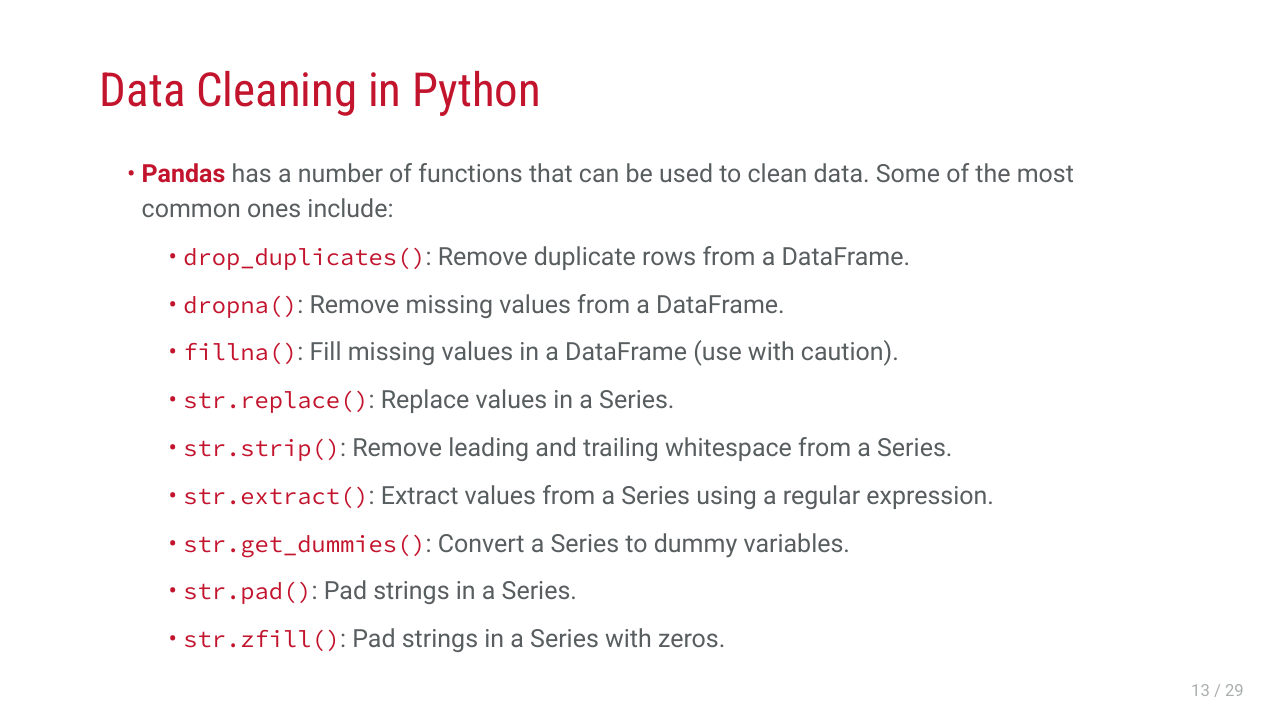 Data Cleaning in Python
• Pandas has a number of functions that can be used to clean data. Some of the most
common ones include:
• drop_duplicates(): Remove duplicate rows from a DataFrame.
• dropna(): Remove missing values from a DataFrame.
• fillna(): Fill missing values in a DataFrame (use with caution).
• str.replace(): Replace values in a Series.
• str.strip(): Remove leading and trailing whitespace from a Series.
• str.extract(): Extract values from a Series using a regular expression.
• str.get_dummies(): Convert a Series to dummy variables.
• str.pad(): Pad strings in a Series.
• str.zfill(): Pad strings in a Series with zeros.
13 / 29